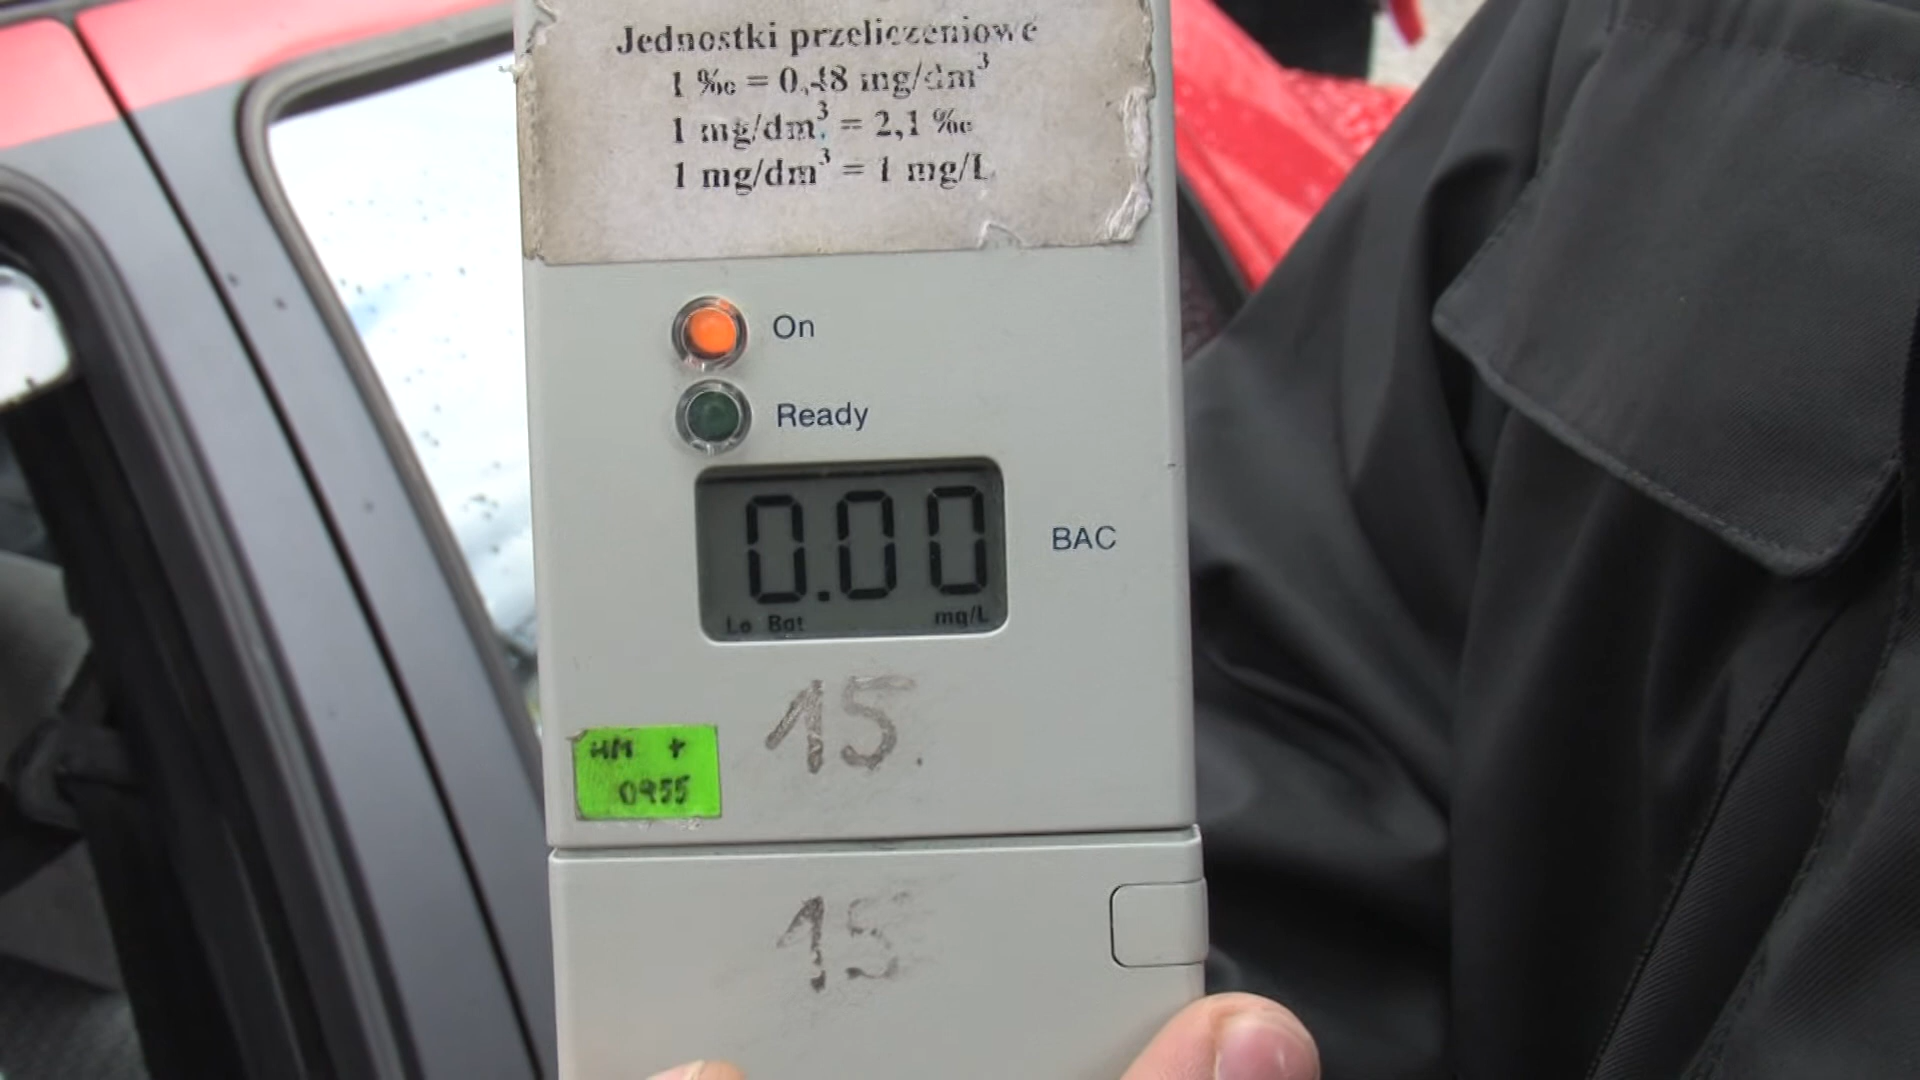 Jednostki przeliczeniowe
1 ‰ = 0,48 mg/dm³
1 mg/dm³ = 2,1 ‰
1 mg/dm³ = 1 mg/L
On
Ready
0.00
BAC
Lo Bat mg/L
15.
0955
15